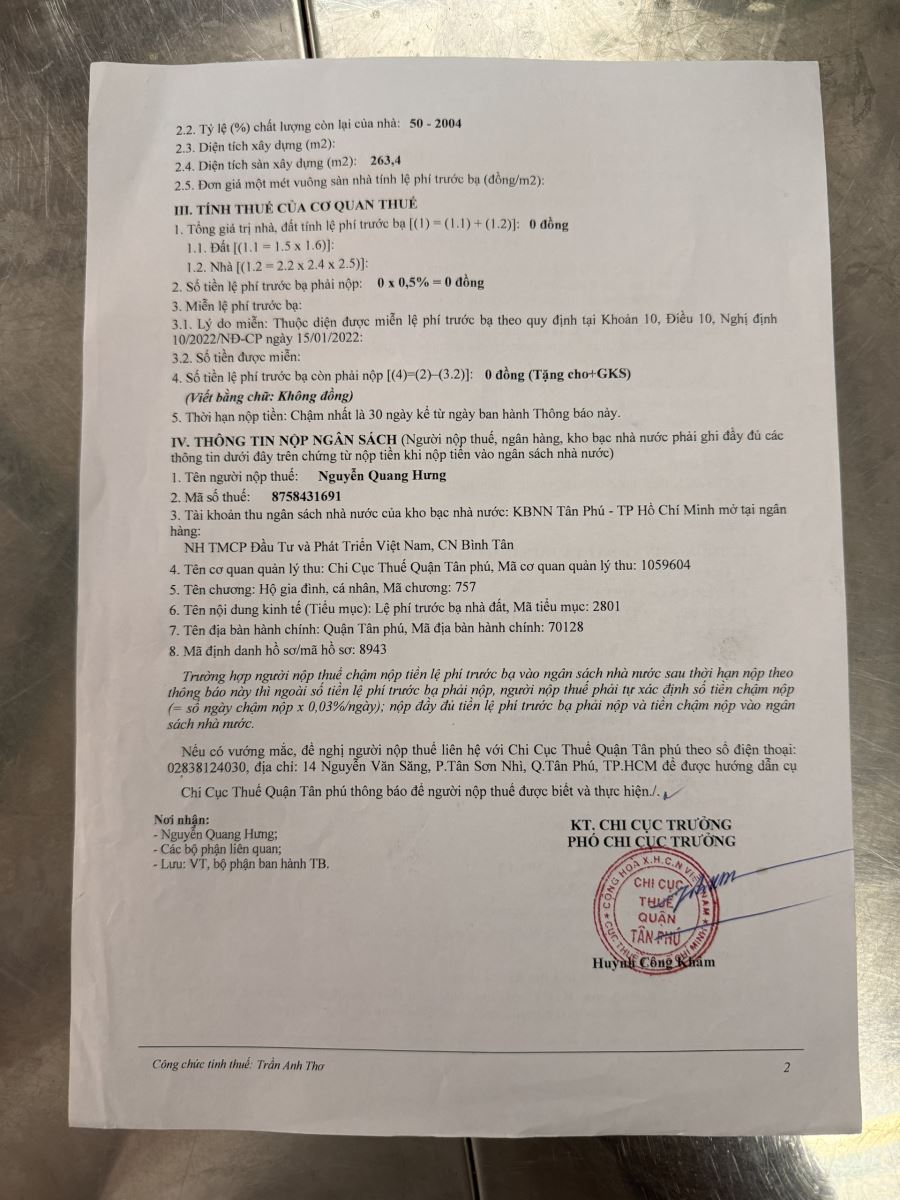 2.2. Tỷ lệ (%) chất lượng còn lại của nhà: 50 - 2004
2.3. Diện tích xây dựng (m2):
2.4. Diện tích sàn xây dựng (m2): 263,4
2.5. Đơn giá một mét vuông sàn nhà tính lệ phí trước bạ (đồng/m2):
III. TÍNH THUẾ CỦA CƠ QUAN THUẾ
1. Tổng giá trị nhà, đất tính lệ phí trước bạ [(1) = (1.1) + (1.2)]: 0 đồng
1.1. Đất [(1.1 = 1.5 x 1.6)]:
1.2. Nhà [(1.2 = 2.2 x 2.4 x 2.5)]:
2. Số tiền lệ phí trước bạ phải nộp: 0 x 0,5% = 0 đồng
3. Miễn lệ phí trước bạ:
3.1. Lý do miễn: Thuộc diện được miễn lệ phí trước bạ theo quy định tại Khoản 10, Điều 10, Nghị định
10/2022/NĐ-CP ngày 15/01/2022:
3.2. Số tiền được miễn:
4. Số tiền lệ phí trước bạ còn phải nộp [(4)=(2)–(3.2)]: 0 đồng (Tặng cho+GKS)
(Viết bằng chữ: Không đồng)
5. Thời hạn nộp tiền: Chậm nhất là 30 ngày kể từ ngày ban hành Thông báo này.
IV. THÔNG TIN NỘP NGÂN SÁCH (Người nộp thuế, ngân hàng, kho bạc nhà nước phải ghi đầy đủ các
thông tin dưới đây trên chứng từ nộp tiền khi nộp tiền vào ngân sách nhà nước)
1. Tên người nộp thuế: Nguyễn Quang Hưng
2. Mã số thuế: 8758431691
3. Tài khoản thu ngân sách nhà nước của kho bạc nhà nước: KBNN Tân Phú - TP Hồ Chí Minh mở tại ngân
hàng:
NH TMCP Đầu Tư và Phát Triển Việt Nam, CN Bình Tân
4. Tên cơ quan quản lý thu: Chi Cục Thuế Quận Tân phú, Mã cơ quan quản lý thu: 1059604
5. Tên chương: Hộ gia đình, cá nhân, Mã chương: 757
6. Tên nội dung kinh tế (Tiểu mục): Lệ phí trước bạ nhà đất, Mã tiểu mục: 2801
7. Tên địa bàn hành chính: Quận Tân phú, Mã địa bàn hành chính: 70128
8. Mã định danh hồ sơ/mã hồ sơ: 8943
Trường hợp người nộp thuế chậm nộp tiền lệ phí trước bạ vào ngân sách nhà nước sau thời hạn nộp theo
thông báo này thì ngoài số tiền lệ phí trước bạ phải nộp, người nộp thuế phải tự xác định số tiền chậm nộp
(= số ngày chậm nộp x 0,03%/ngày); nộp đầy đủ tiền lệ phí trước bạ phải nộp và tiền chậm nộp vào ngân
sách nhà nước.
Nếu có vướng mắc, đề nghị người nộp thuế liên hệ với Chi Cục Thuế Quận Tân phú theo số điện thoại:
02838124030, địa chỉ: 14 Nguyễn Văn Săng, P.Tân Sơn Nhì, Q.Tân Phú, TP.HCM để được hướng dẫn cụ
Chi Cục Thuế Quận Tân phú thông báo để người nộp thuế được biết và thực hiện./.
Nơi nhận:
- Nguyễn Quang Hưng;
- Các bộ phận liên quan;
- Lưu: VT, bộ phận ban hành TB.
KT. CHI CỤC TRƯỞNG
PHÓ CHI CỤC TRƯỞNG
CỘNG HOÀ X.H.C.N VIỆT NAM
CHI CỤC
THUẾ
QUẬN
TÂN PHÚ
Huỳnh Công Khâm
Công chức tính thuế: Trần Anh Thơ
2